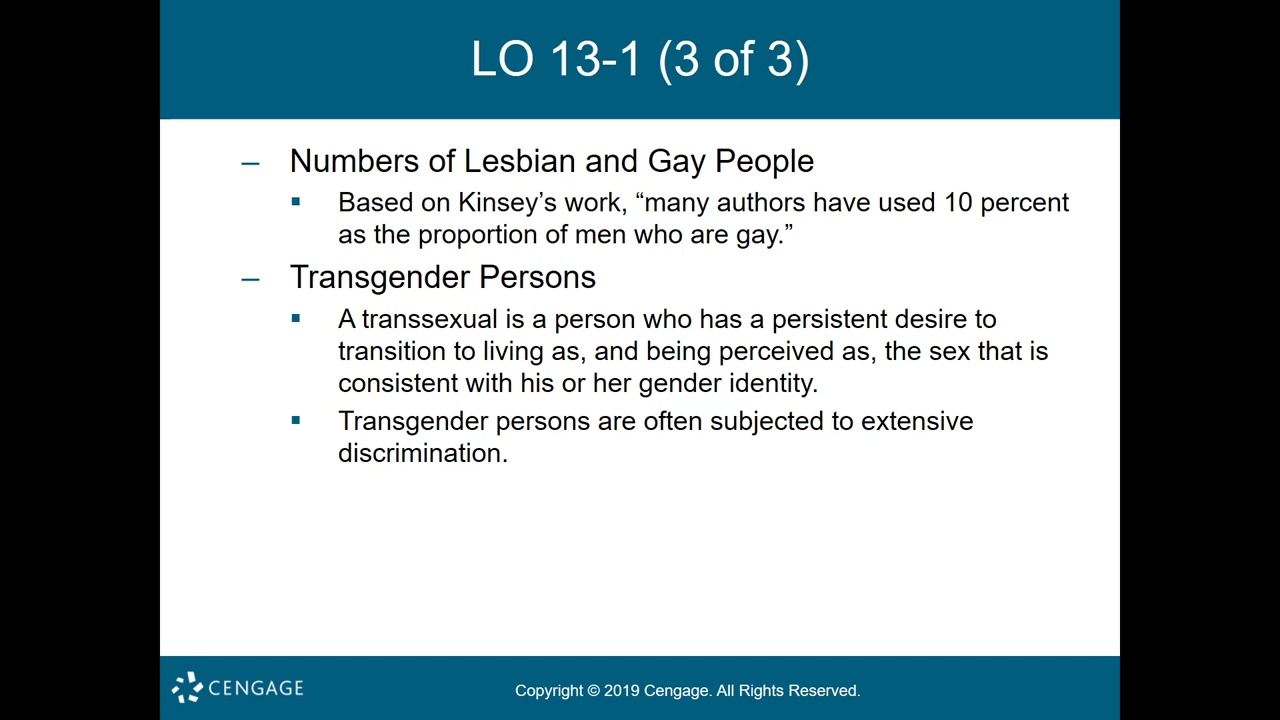 LO 13-1 (3 of 3)
– Numbers of Lesbian and Gay People
▪ Based on Kinsey’s work, “many authors have used 10 percent
as the proportion of men who are gay.”
– Transgender Persons
▪ A transsexual is a person who has a persistent desire to
transition to living as, and being perceived as, the sex that is
consistent with his or her gender identity.
▪ Transgender persons are often subjected to extensive
discrimination.
CENGAGE
Copyright © 2019 Cengage. All Rights Reserved.